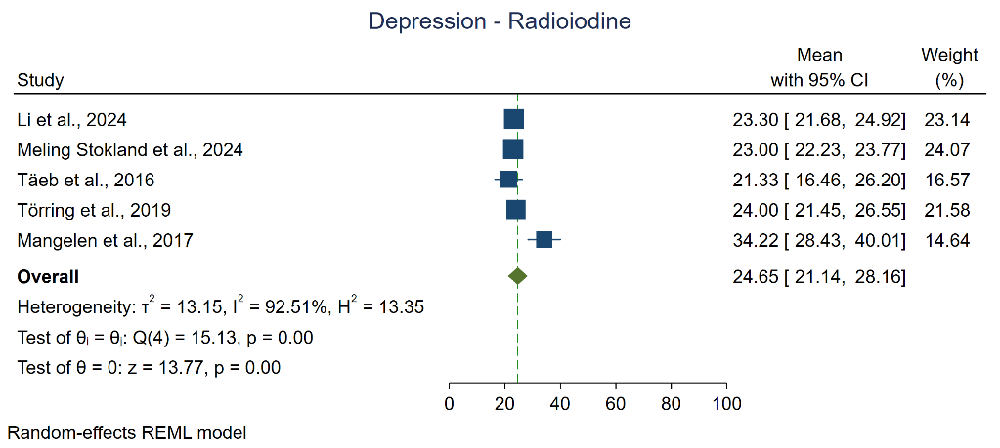 Depression - Radioiodine
Mean Weight
Study with 95% CI (%)
Li et al., 2024 23.30 [ 21.68, 24.92] 23.14
Meling Stokland et al., 2024 23.00 [ 22.23, 23.77] 24.07
Täeb et al., 2016 21.33 [ 16.46, 26.20] 16.57
Törring et al., 2019 24.00 [ 21.45, 26.55] 21.58
Mangelen et al., 2017 34.22 [ 28.43, 40.01] 14.64
Overall 24.65 [ 21.14, 28.16]
Heterogeneity: τ² = 13.15, I² = 92.51%, H² = 13.35
Test of θᵢ = θⱼ: Q(4) = 15.13, p = 0.00
Test of θ = 0: z = 13.77, p = 0.00
0 20 40 60 80 100
Random-effects REML model